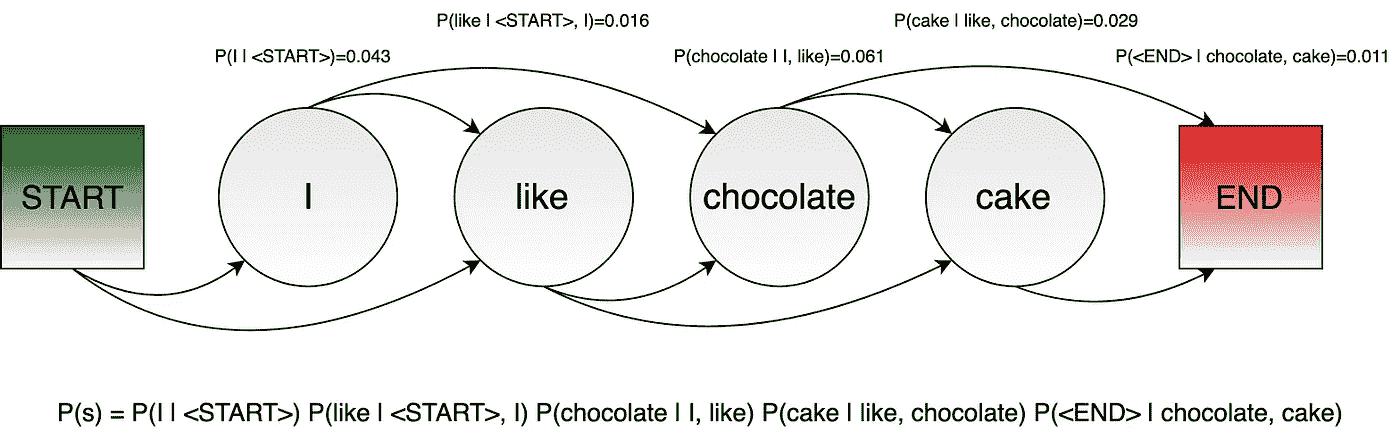 P(like | <START>, I)=0.016
P(cake | like, chocolate)=0.029
P(I | <START>)=0.043
P(chocolate | I, like)=0.061
P(<END> | chocolate, cake)=0.011
START
I
like
chocolate
cake
END
P(s) = P(I | <START>) P(like | <START>, I) P(chocolate | I, like) P(cake | like, chocolate) P(<END> | chocolate, cake)